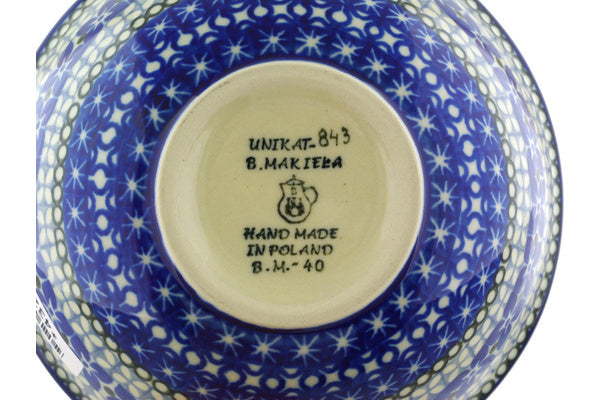 UNIKAT-843
B. MAKIEŁA
HAND MADE
IN POLAND
B.M.-40